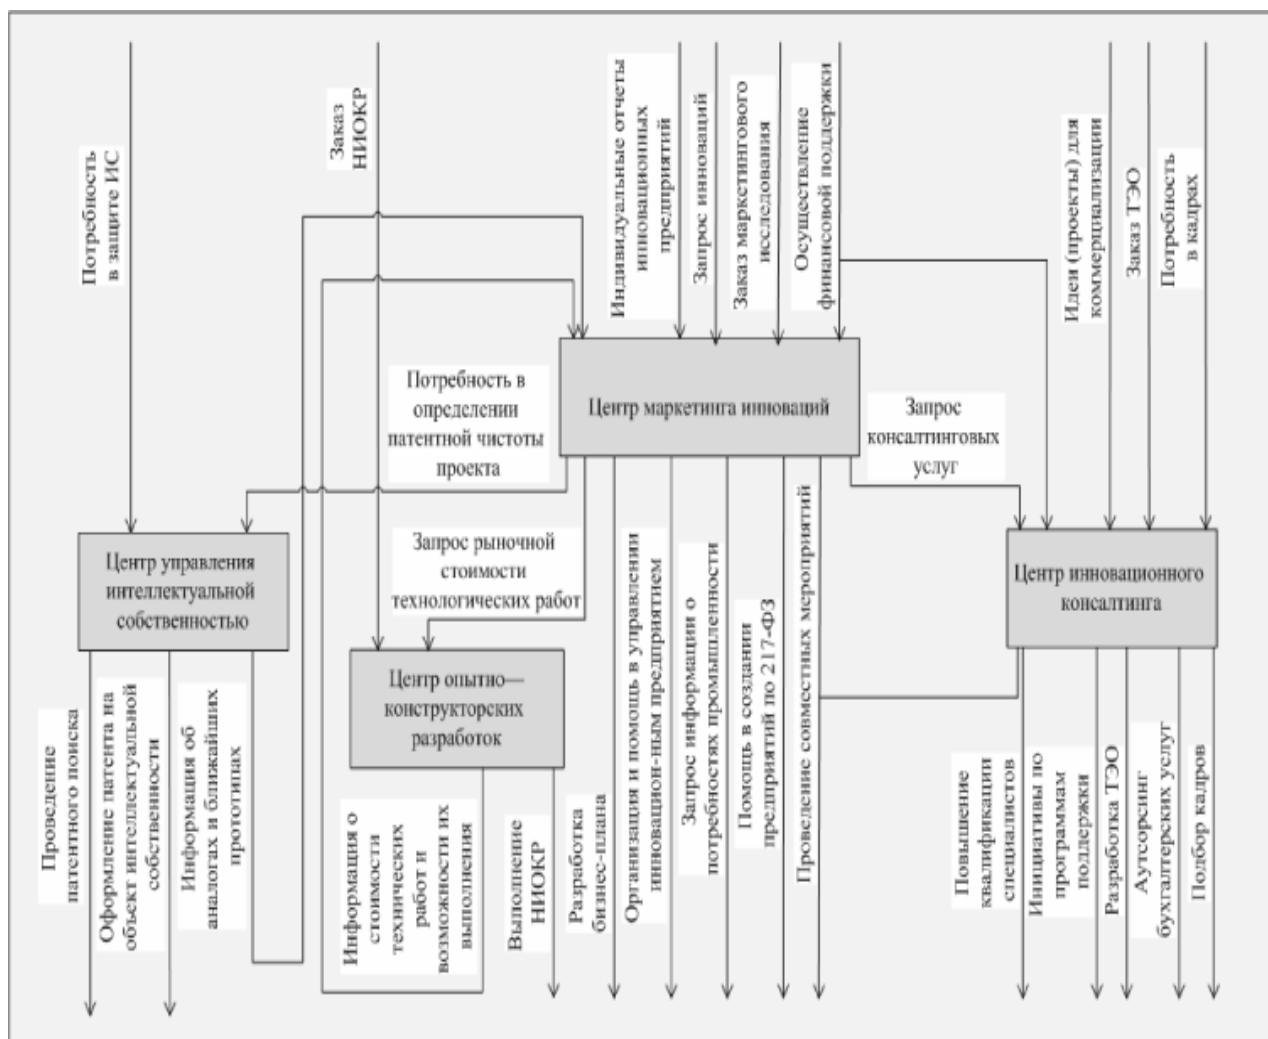 Потребность
в защите ИС
Заказ
НИОКР
Индивидуальные отчеты
инновационных
предприятий
Запрос инноваций
Заказ маркетингового
исследования
Осуществление
финансовой поддержки
Идеи (проекты) для
коммерциализации
Заказ ТЭО
Потребность
в кадрах
Потребность в
определении
патентной чистоты
проекта
Центр маркетинга инноваций
Запрос
консалтинговых
услуг
Центр управления
интеллектуальной
собственностью
Запрос рыночной
стоимости
технологических работ
Центр инновационного
консалтинга
Центр опытно—
конструкторских
разработок
Проведение
патентного поиска
Оформление патента на
объект интеллектуальной
собственности
Информация об
аналогах и ближайших
прототипах
Информация о
стоимости
технических
работ и
возможности их
выполнения
Выполнение
НИОКР
Разработка
бизнес-плана
Организация и помощь в управлении
инновацион-ным предприятием
Запрос информации о
потребностях промышленности
Помощь в создании
предприятий по 217-ФЗ
Проведение совместных мероприятий
Повышение
квалификации
специалистов
Инициативы по
программам
поддержки
Разработка ТЭО
Аутсорсинг
бухгалтерских услуг
Подбор кадров